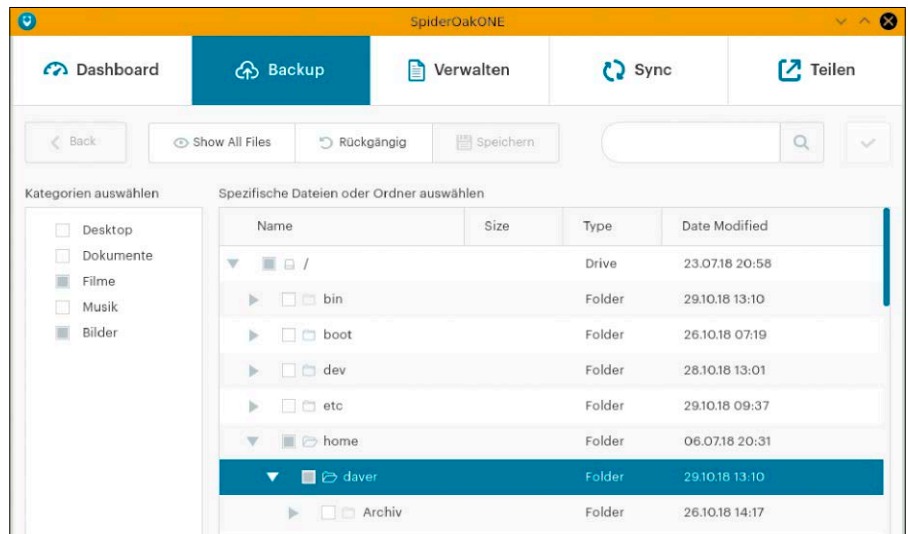 SpiderOakONE
Dashboard Backup Verwalten Sync Teilen
Back Show All Files Rückgängig Speichern
Kategorien auswählen
Desktop
Dokumente
Filme
Musik
Bilder
Spezifische Dateien oder Ordner auswählen
Name Size Type Date Modified
/ Drive 23.07.18 20:58
bin Folder 29.10.18 13:10
boot Folder 26.10.18 07:19
dev Folder 28.10.18 13:01
etc Folder 29.10.18 09:37
home Folder 06.07.18 20:31
daver Folder 29.10.18 13:10
Archiv Folder 26.10.18 14:17